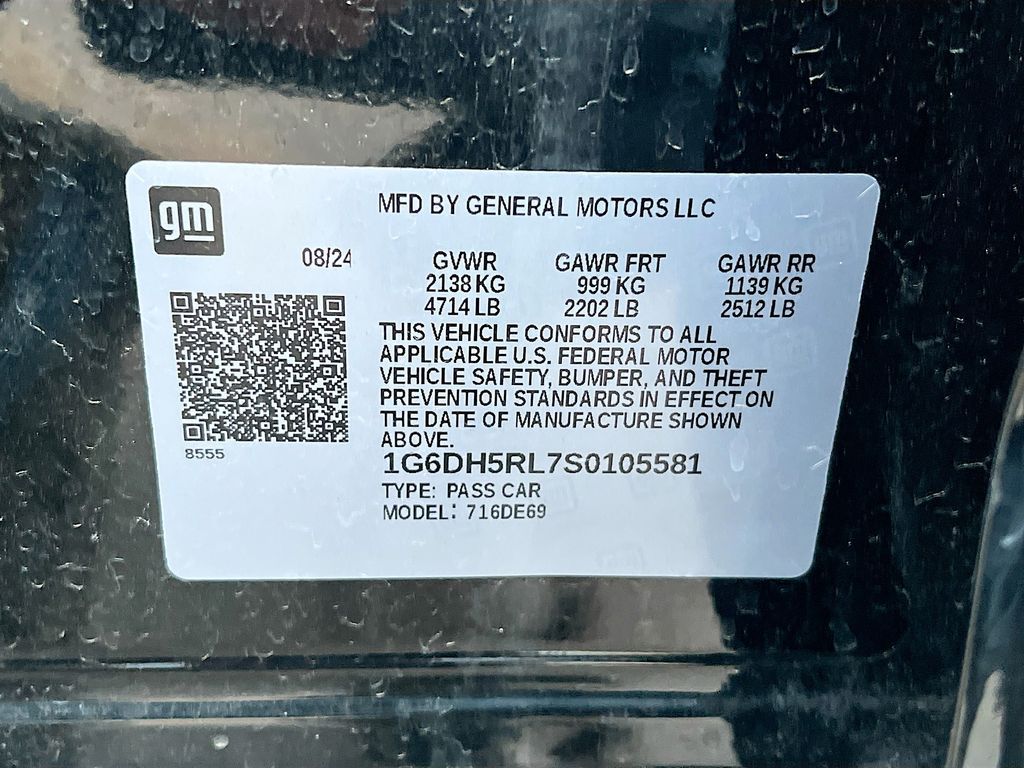 gm
MFD BY GENERAL MOTORS LLC
08/24
GVWR GAWR FRT GAWR RR
2138 KG 999 KG 1139 KG
4714 LB 2202 LB 2512 LB
THIS VEHICLE CONFORMS TO ALL
APPLICABLE U.S. FEDERAL MOTOR
VEHICLE SAFETY, BUMPER, AND THEFT
PREVENTION STANDARDS IN EFFECT ON
THE DATE OF MANUFACTURE SHOWN
ABOVE.
8555
1G6DH5RL7S0105581
TYPE: PASS CAR
MODEL: 716DE69